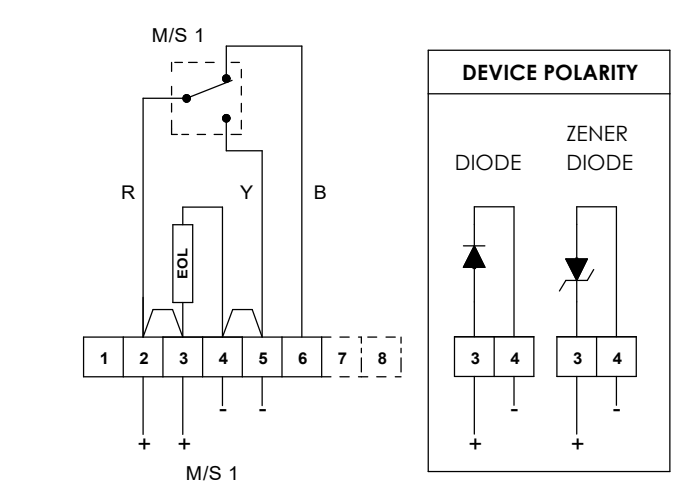 M/S 1
R
Y
B
EOL
1 2 3 4 5 6 7 8
+ + - -
M/S 1
DEVICE POLARITY
DIODE
ZENER
DIODE
3 4
3 4
+ -
+ -